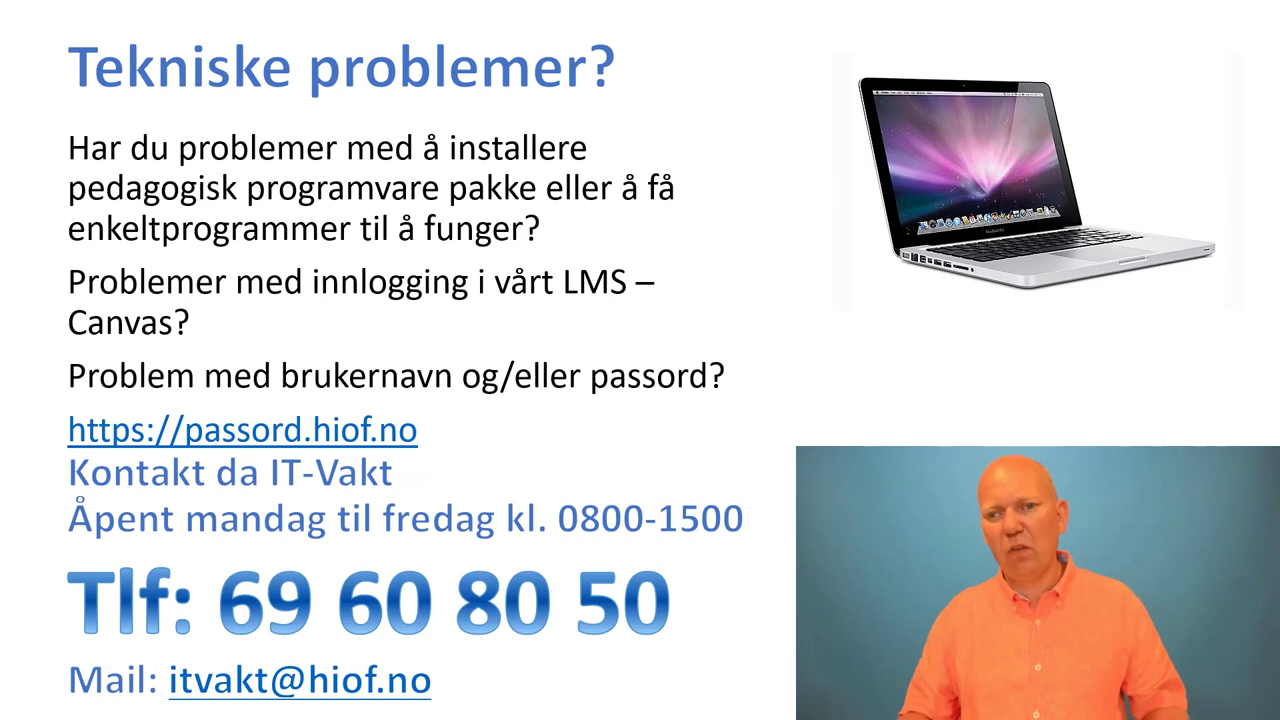 Tekniske problemer?
Har du problemer med å installere
pedagogisk programvare pakke eller å få
enkeltprogrammer til å funger?
Problemer med innlogging i vårt LMS –
Canvas?
Problem med brukernavn og/eller passord?
https://passord.hiof.no
Kontakt da IT-Vakt
Åpent mandag til fredag kl. 0800-1500
Tlf: 69 60 80 50
Mail: itvakt@hiof.no